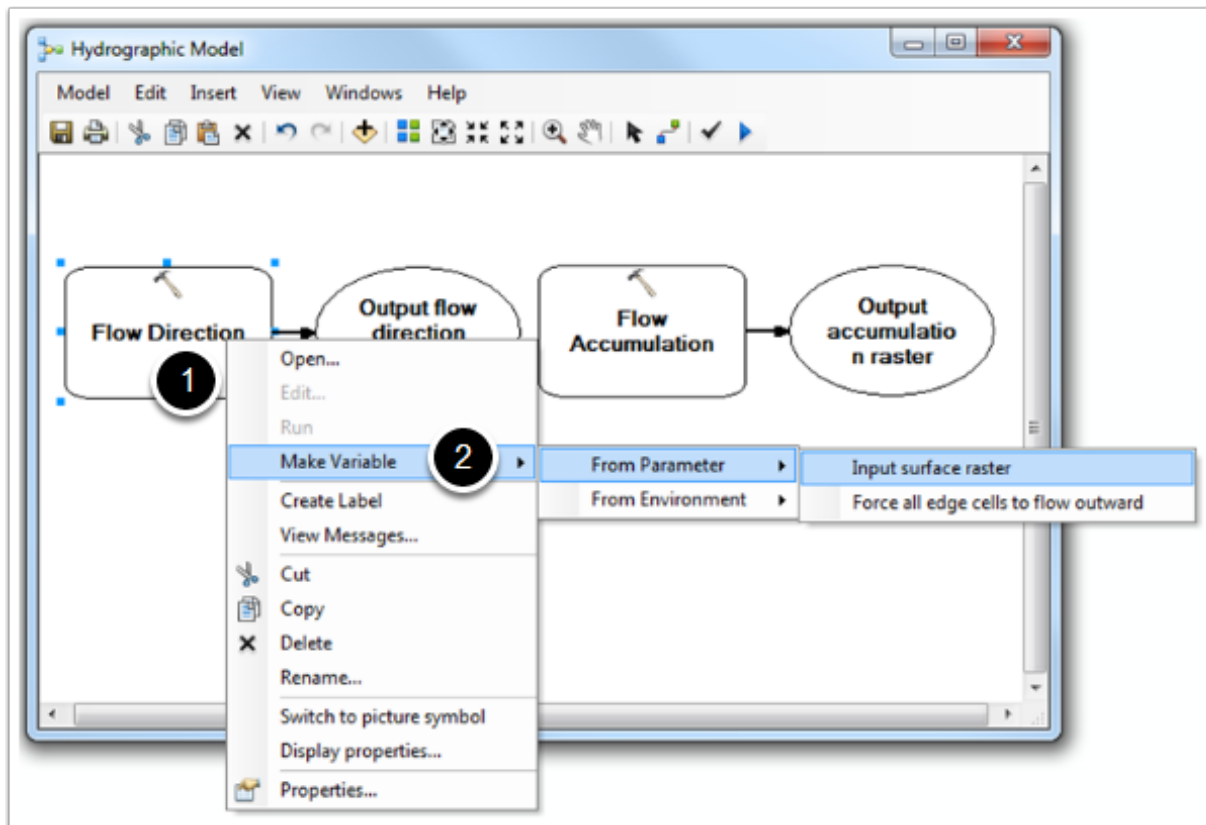 Hydrographic Model
Model Edit Insert View Windows Help
Flow Direction
Output flow
direction
Flow
Accumulation
Output
accumulatio
n raster
1
Open...
Edit...
Run
Make Variable
2
From Parameter
Input surface raster
Create Label
From Environment
Force all edge cells to flow outward
View Messages...
Cut
Copy
Delete
Rename...
Switch to picture symbol
Display properties...
Properties...